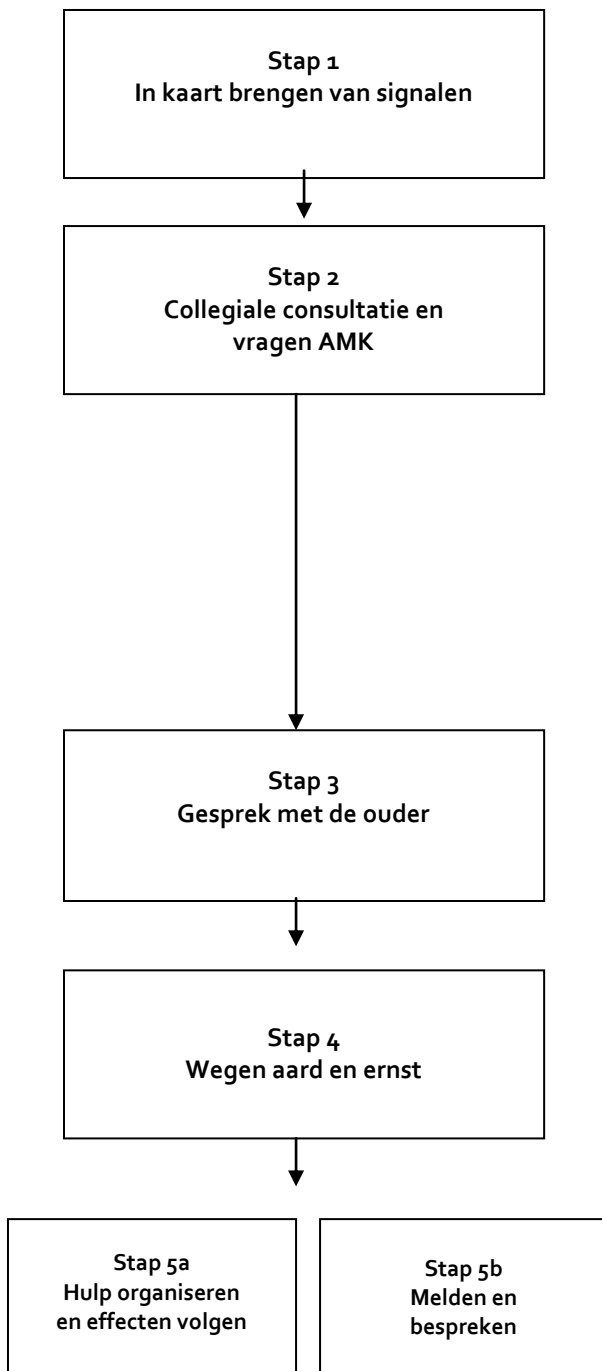 Stap 1
In kaart brengen van signalen
Stap 2
Collegiale consultatie en
vragen AMK
Stap 3
Gesprek met de ouder
Stap 4
Wegen aard en ernst
Stap 5a
Hulp organiseren
en effecten volgen
Stap 5b
Melden en
bespreken